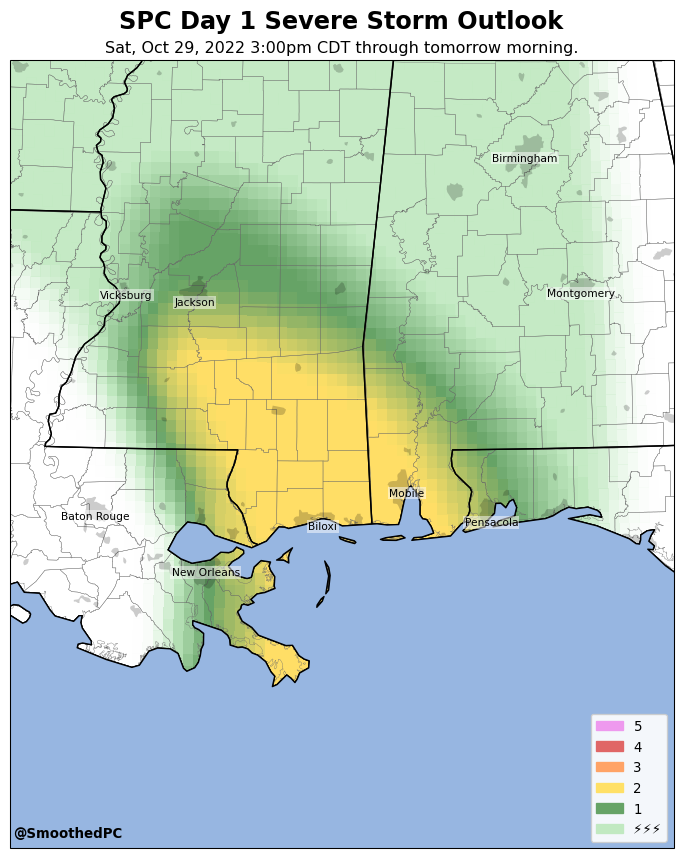 SPC Day 1 Severe Storm Outlook
Sat, Oct 29, 2022 3:00pm CDT through tomorrow morning.
Birmingham
Vicksburg
Jackson
Montgomery
Baton Rouge
Mobile
Biloxi
Pensacola
New Orleans
5
4
3
2
1
⚡⚡⚡
@SmoothedPC